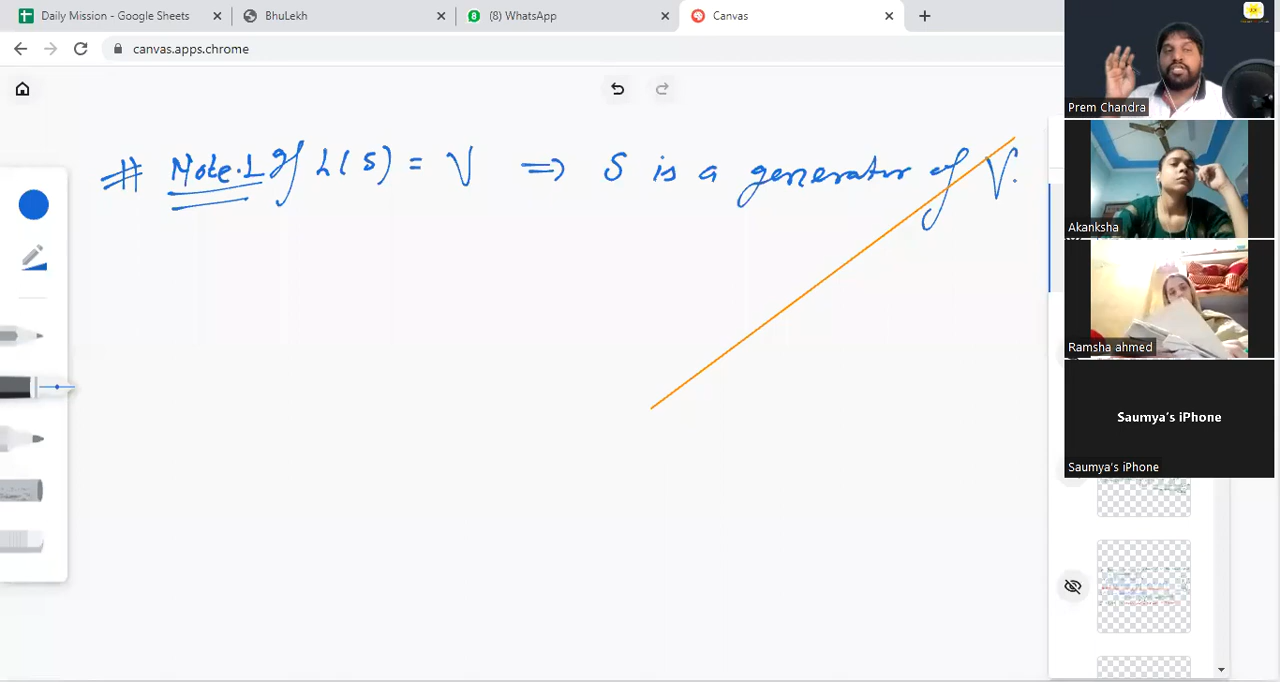 Daily Mission - Google Sheets
BhuLekh
(8) WhatsApp
Canvas
canvas.apps.chrome
# Note.1 If L(S) = V ⇒ S is a generator of V.
Prem Chandra
Akanksha
Ramsha ahmed
Saumya's iPhone
Saumya's iPhone